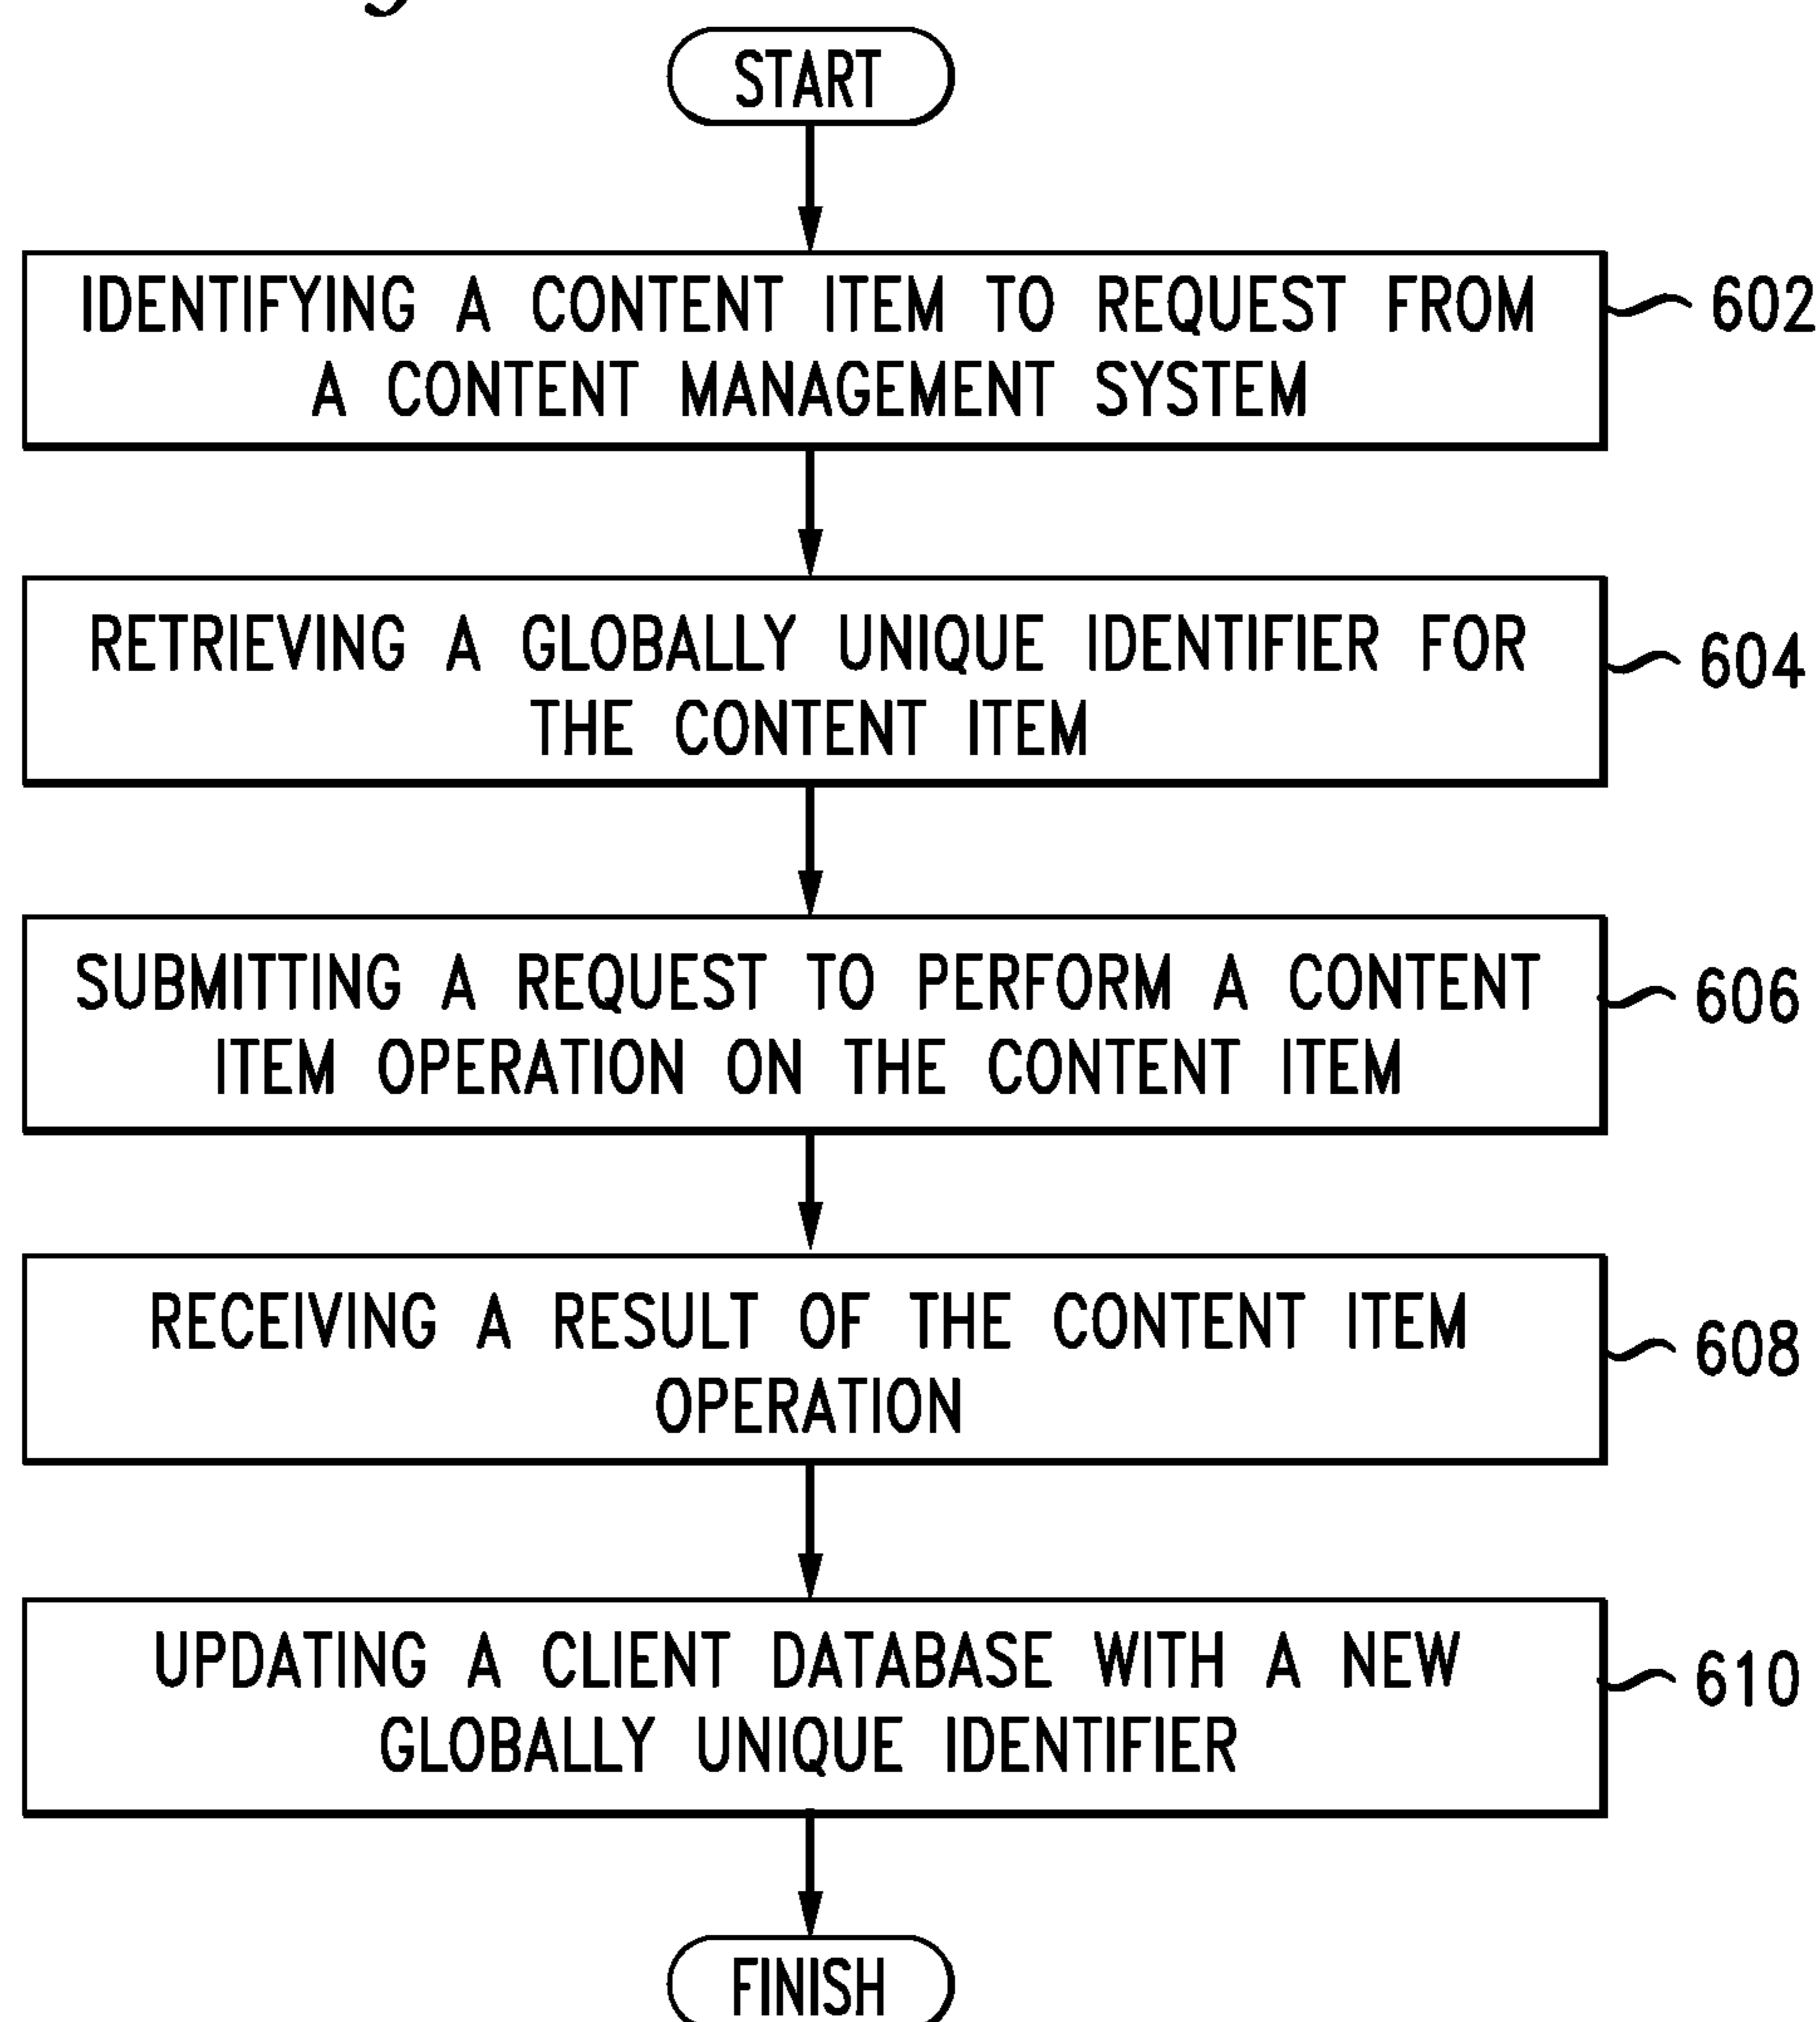 START
IDENTIFYING A CONTENT ITEM TO REQUEST FROM
A CONTENT MANAGEMENT SYSTEM
602
RETRIEVING A GLOBALLY UNIQUE IDENTIFIER FOR
THE CONTENT ITEM
604
SUBMITTING A REQUEST TO PERFORM A CONTENT
ITEM OPERATION ON THE CONTENT ITEM
606
RECEIVING A RESULT OF THE CONTENT ITEM
OPERATION
608
UPDATING A CLIENT DATABASE WITH A NEW
GLOBALLY UNIQUE IDENTIFIER
610
FINISH